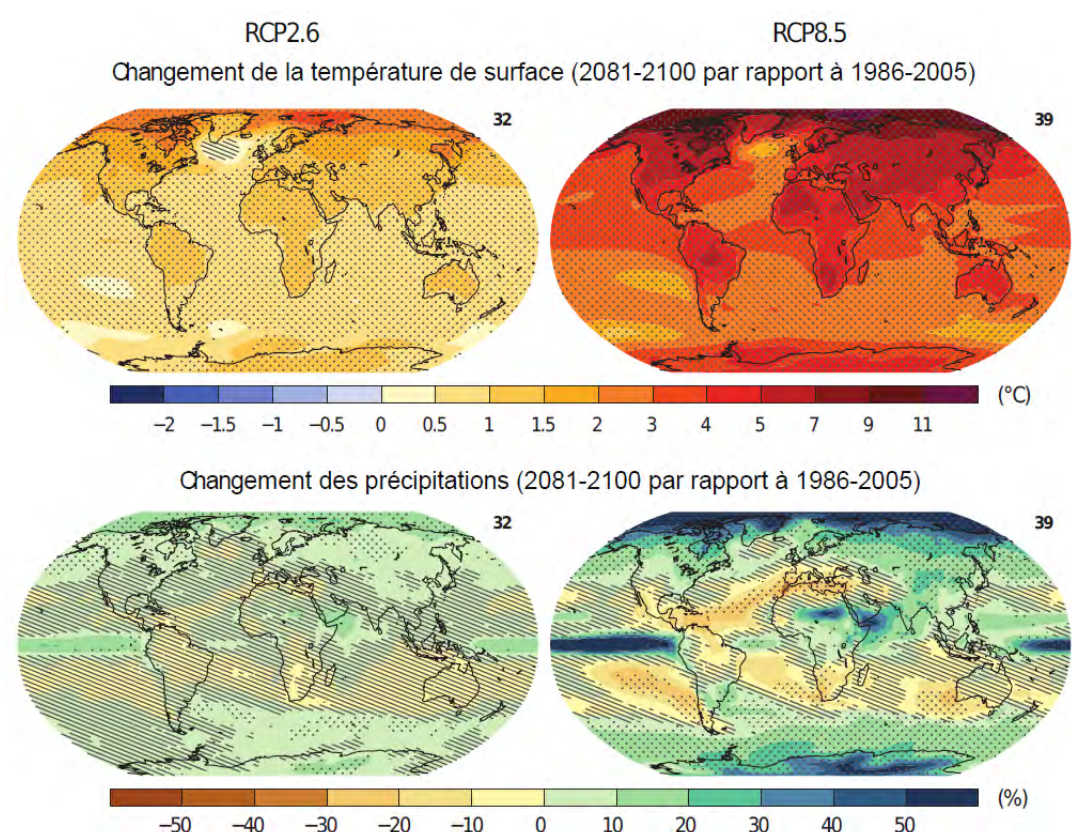 RCP2.6 RCP8.5
Changement de la température de surface (2081-2100 par rapport à 1986-2005)
32 39
−2 −1.5 −1 −0.5 0 0.5 1 1.5 2 3 4 5 7 9 11 (°C)
Changement des précipitations (2081-2100 par rapport à 1986-2005)
32 39
−50 −40 −30 −20 −10 0 10 20 30 40 50 (%)